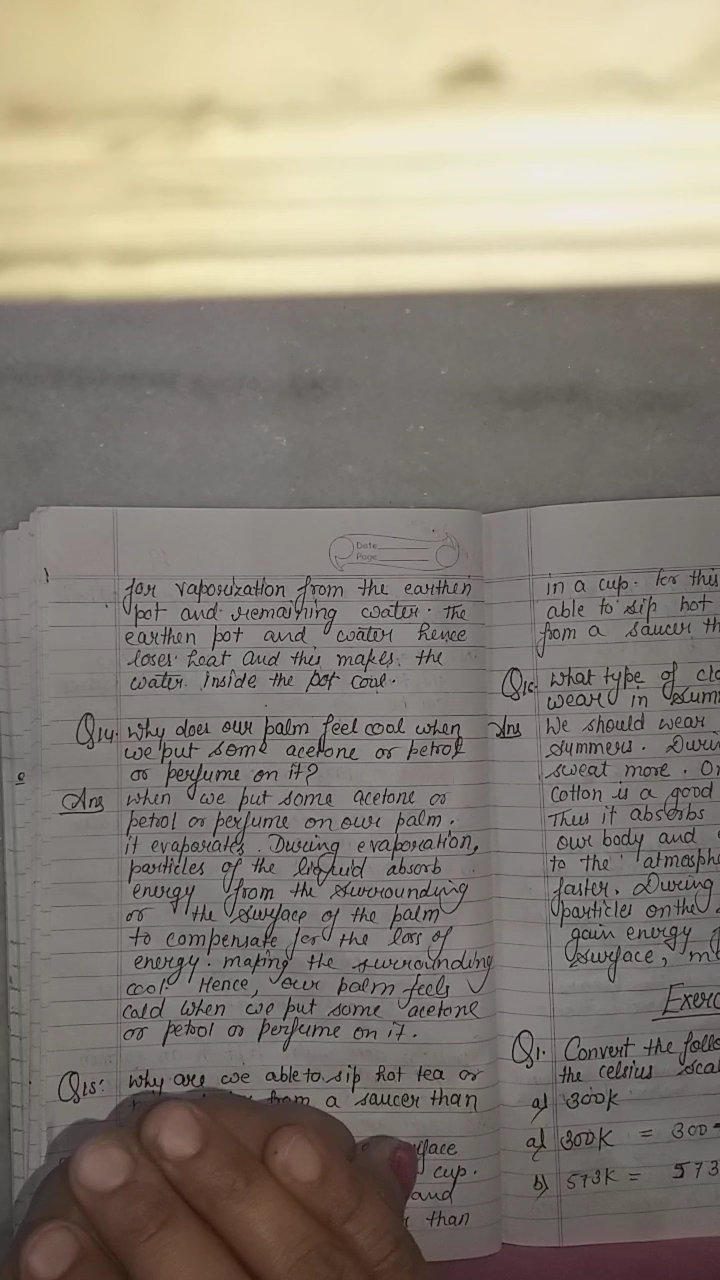 Date
Page
for vaporization from the earthen
pot and remaining water. The
earthen pot and water hence
loses heat and this makes the
water inside the pot cool.
Q14. Why does our palm feel cool when
we put some acetone or petrol
or perfume on it?
Ans when we put some acetone or
petrol or perfume on our palm.
it evaporates. During evaporation,
particles of the liquid absorb
energy from the surrounding
or the surface of the palm
to compensate for the loss of
energy. making the surrounding
cool. Hence, our palm feels
cold when we put some acetone
or petrol or perfume on it.
Q15. Why are we able to sip hot tea or
from a saucer than
cup.
and
than
in a cup. for this
able to sip hot
from a saucer
What type of
wear in
Ans We should wear
summers.
sweat more.
Cotton is a good
Thus it absorbs
our body and
to the
faster. During
particles on the
gain energy
surface,
Q1. Convert the
the celsius
a) 300K
a) 300K = 300
b) 573K = 573